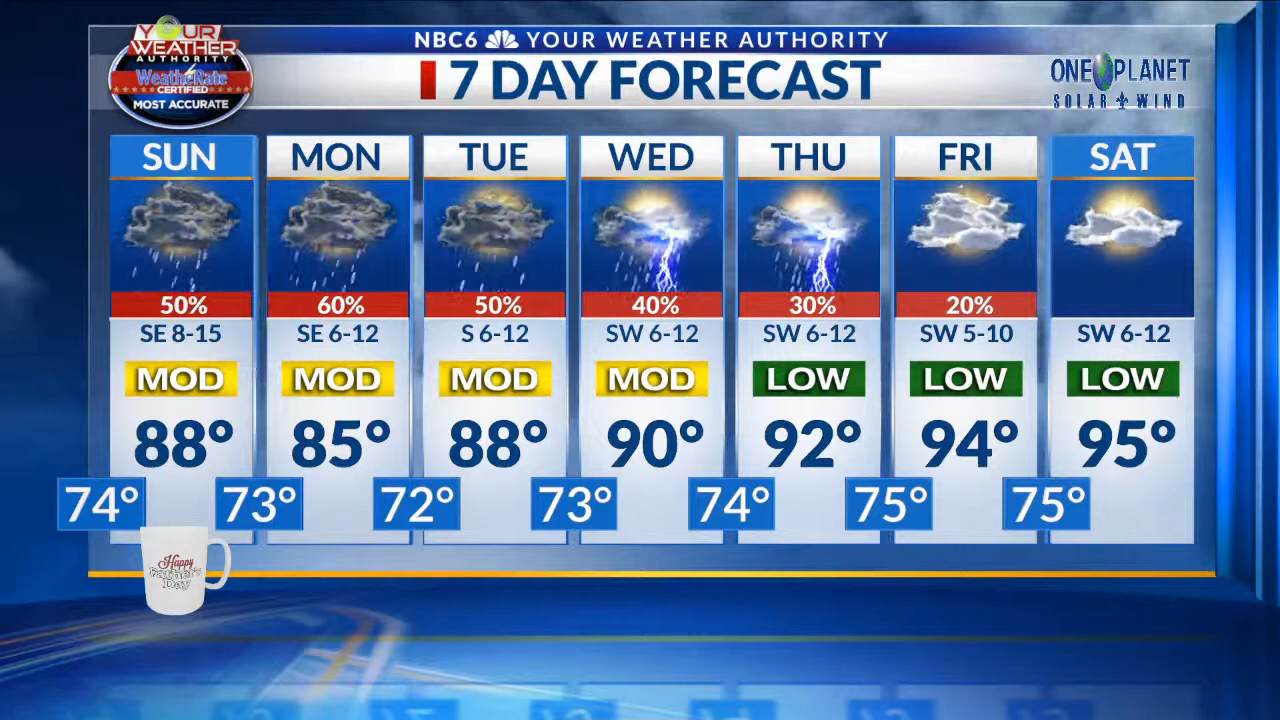 YOUR
WEATHER
AUTHORITY
WeatheRate
CERTIFIED
MOST ACCURATE
NBC6 YOUR WEATHER AUTHORITY
7 DAY FORECAST
ONE PLANET
SOLAR WIND
SUN MON TUE WED THU FRI SAT
50% 60% 50% 40% 30% 20%
SE 8-15 SE 6-12 S 6-12 SW 6-12 SW 6-12 SW 5-10 SW 6-12
MOD MOD MOD MOD LOW LOW LOW
88° 85° 88° 90° 92° 94° 95°
74° 73° 72° 73° 74° 75° 75°
Happy
Father's
Day